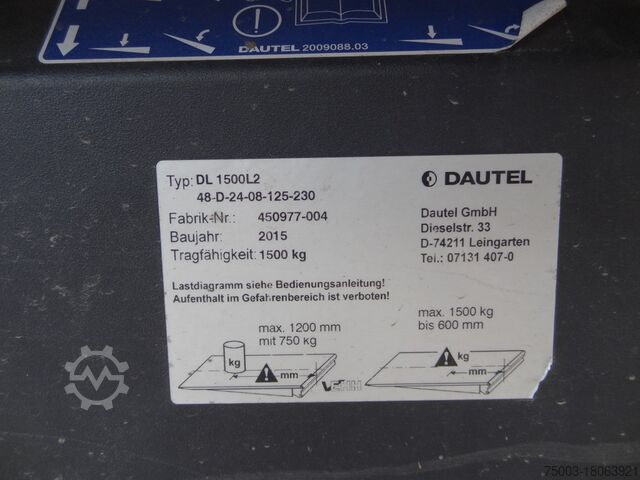 DAUTEL 2009088.03
Typ: DL 1500L2
48-D-24-08-125-230
Fabrik-Nr.: 450977-004
Baujahr: 2015
Tragfähigkeit: 1500 kg
DAUTEL
Dautel GmbH
Dieselstr. 33
D-74211 Leingarten
Tel.: 07131 407-0
Lastdiagramm siehe Bedienungsanleitung!
Aufenthalt im Gefahrenbereich ist verboten!
max. 1200 mm
mit 750 kg
max. 1500 kg
bis 600 mm
kg
mm
kg
mm
75003-18063921